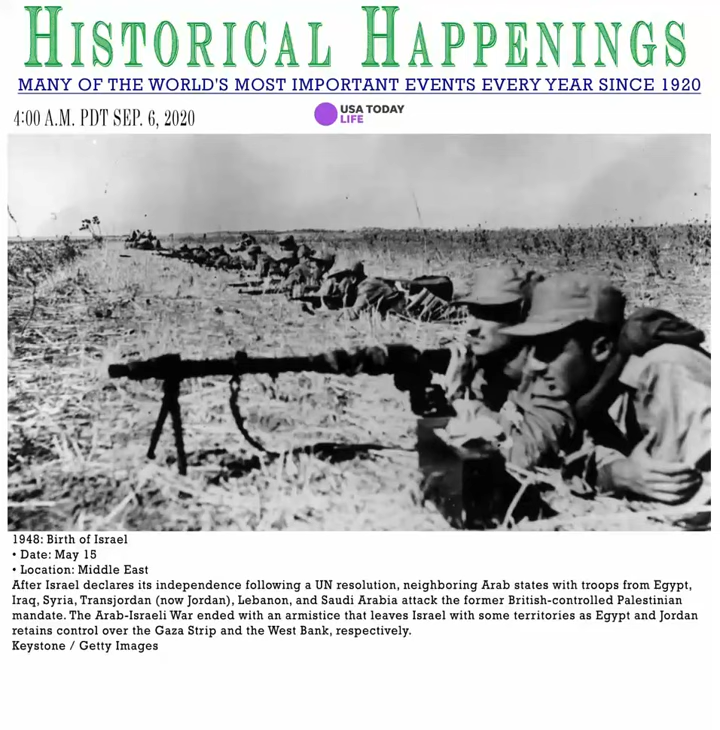 HISTORICAL HAPPENINGS
MANY OF THE WORLD'S MOST IMPORTANT EVENTS EVERY YEAR SINCE 1920
4:00 A.M. PDT SEP. 6, 2020
USA TODAY
LIFE
1948: Birth of Israel
• Date: May 15
• Location: Middle East
After Israel declares its independence following a UN resolution, neighboring Arab states with troops from Egypt,
Iraq, Syria, Transjordan (now Jordan), Lebanon, and Saudi Arabia attack the former British-controlled Palestinian
mandate. The Arab-Israeli War ended with an armistice that leaves Israel with some territories as Egypt and Jordan
retains control over the Gaza Strip and the West Bank, respectively.
Keystone / Getty Images